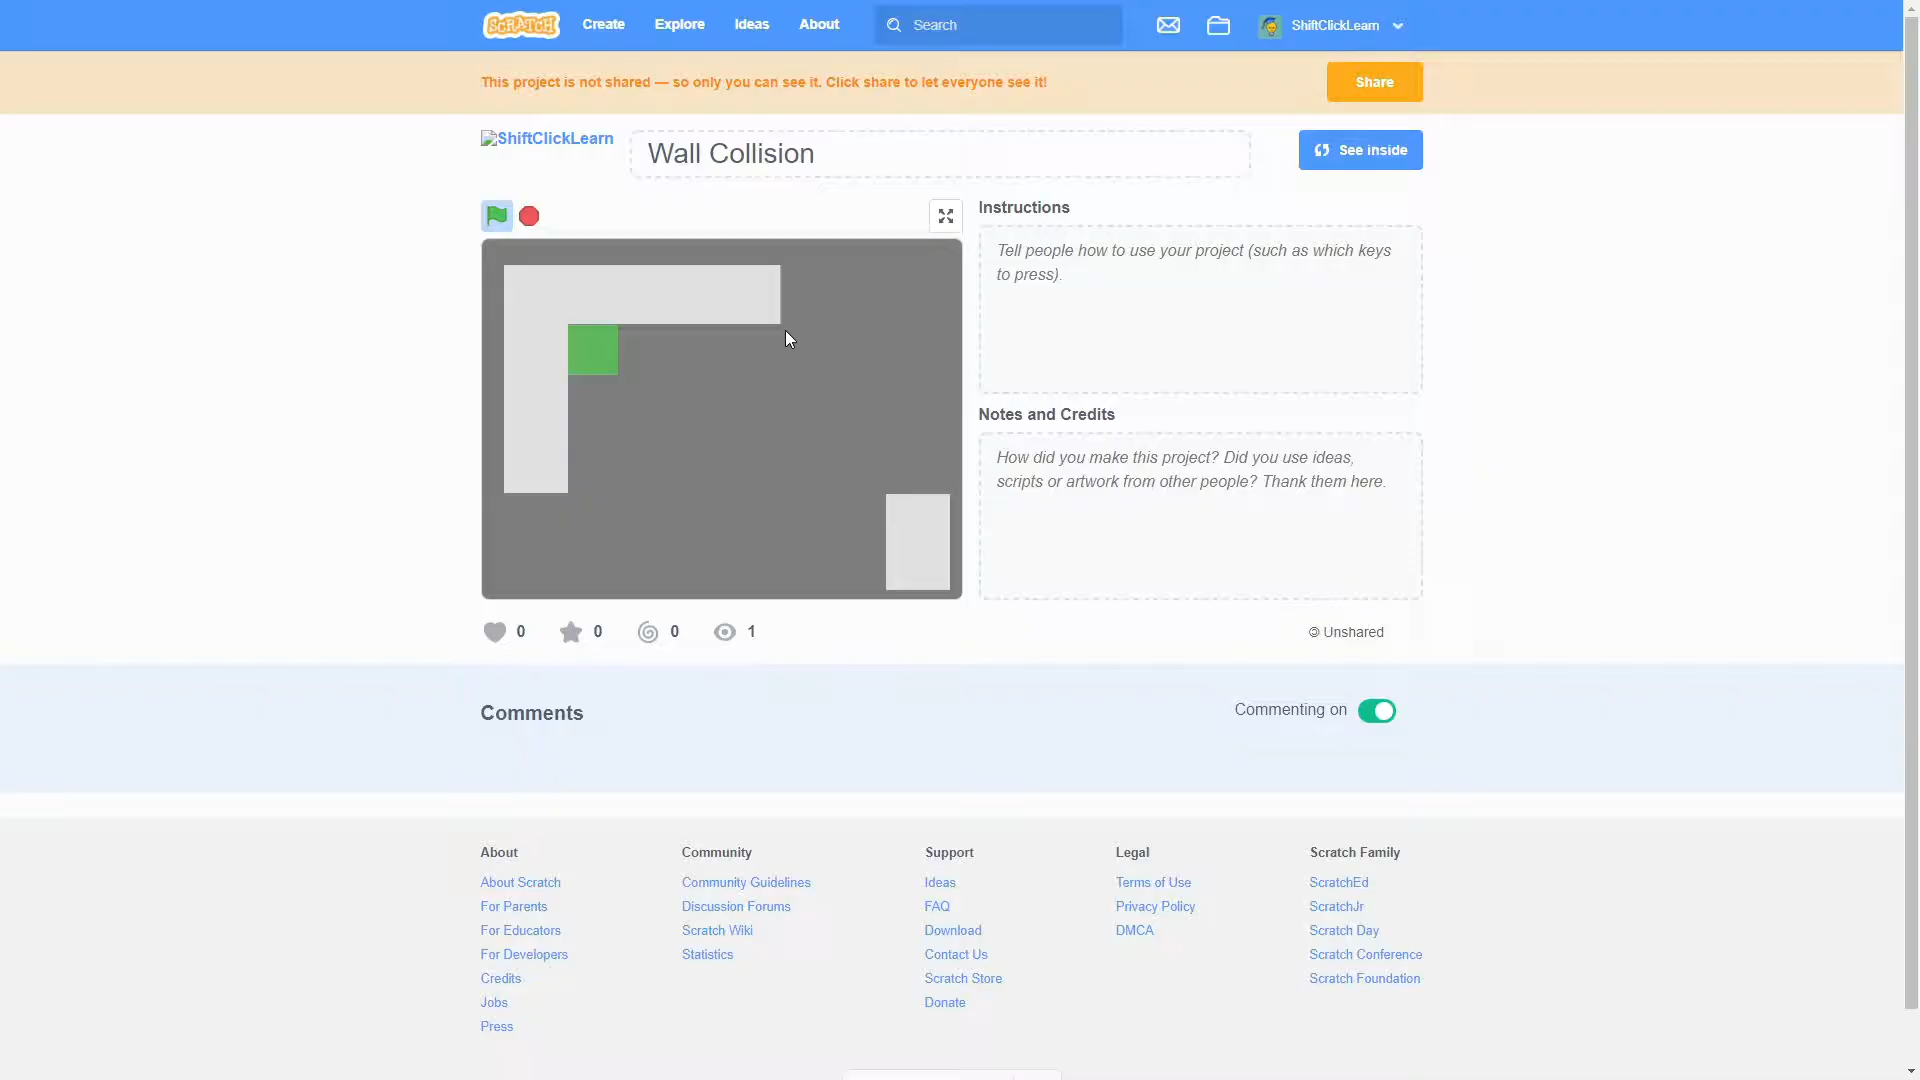 SCRATCH Create Explore Ideas About Search ShiftClickLearn
This project is not shared — so only you can see it. Click share to let everyone see it!
Share
ShiftClickLearn
Wall Collision
See inside
Instructions
Tell people how to use your project (such as which keys
to press).
Notes and Credits
How did you make this project? Did you use ideas,
scripts or artwork from other people? Thank them here.
0 0 0 1
© Unshared
Comments
Commenting on
About
About Scratch
For Parents
For Educators
For Developers
Credits
Jobs
Press
Community
Community Guidelines
Discussion Forums
Scratch Wiki
Statistics
Support
Ideas
FAQ
Download
Contact Us
Scratch Store
Donate
Legal
Terms of Use
Privacy Policy
DMCA
Scratch Family
ScratchEd
ScratchJr
Scratch Day
Scratch Conference
Scratch Foundation